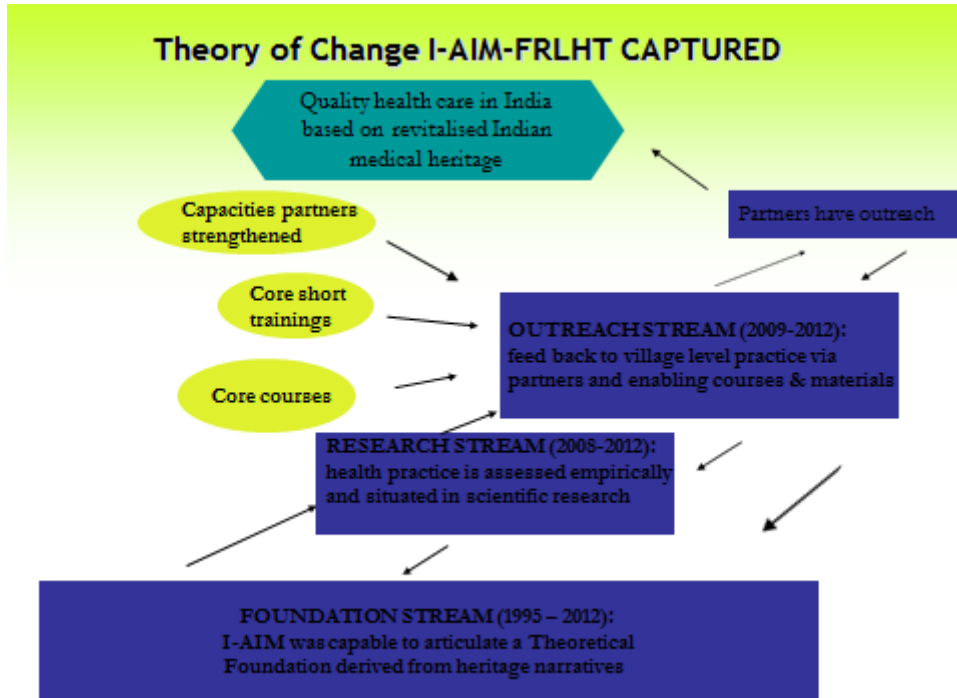 Theory of Change I-AIM-FRLHT CAPTURED
Quality health care in India
based on revitalised Indian
medical heritage
Capacities partners
strengthened
Partners have outreach
Core short
trainings
OUTREACH STREAM (2009-2012):
feed back to village level practice via
partners and enabling courses & materials
Core courses
RESEARCH STREAM (2008-2012):
health practice is assessed empirically
and situated in scientific research
FOUNDATION STREAM (1995 – 2012):
I-AIM was capable to articulate a Theoretical
Foundation derived from heritage narratives